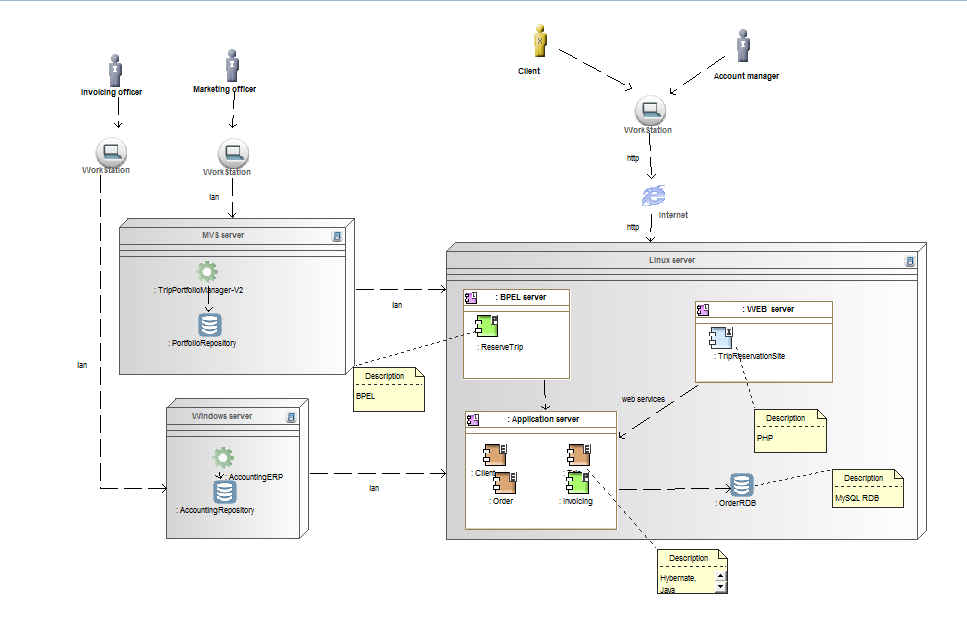 Client
Account manager
Invoicing officer
Marketing officer
WorkStation
http
WorkStation
WorkStation
lan
Internet
http
MVS server
Linux server
: TripPortfolioManager-V2
: BPEL server
: WEB server
lan
: PortfolioRepository
: ReserveTrip
: TripReservationSite
lan
Description
BPEL
web services
Windows server
: Application server
Description
PHP
: Client
: AccountingERP
Description
lan
: Order
: Invoicing
: OrderRDB
MySQL RDB
: AccountingRepository
Description
Hybernate,
Java